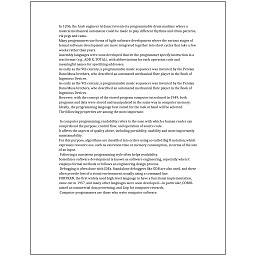 In 1206, the Arab engineer Al-Jazari invented a programmable drum machine where a
musical mechanical automaton could be made to play different rhythms and drum patterns,
via pegs and cams.
Many programmers use forms of Agile software development where the various stages of
formal software development are more integrated together into short cycles that take a few
weeks rather than years.
Assembly languages were soon developed that let the programmer specify instruction in a
text format (e.g., ADD X, TOTAL), with abbreviations for each operation code and
meaningful names for specifying addresses.
As early as the 9th century, a programmable music sequencer was invented by the Persian
Banu Musa brothers, who described an automated mechanical flute player in the Book of
Ingenious Devices.
As early as the 9th century, a programmable music sequencer was invented by the Persian
Banu Musa brothers, who described an automated mechanical flute player in the Book of
Ingenious Devices.
However, with the concept of the stored-program computer introduced in 1949, both
programs and data were stored and manipulated in the same way in computer memory.
Ideally, the programming language best suited for the task at hand will be selected.
The following properties are among the most important:

In computer programming, readability refers to the ease with which a human reader can
comprehend the purpose, control flow, and operation of source code.
It affects the aspects of quality above, including portability, usability and most importantly
maintainability.
For this purpose, algorithms are classified into orders using so-called Big O notation, which
expresses resource use, such as execution time or memory consumption, in terms of the size
of an input.
Following a consistent programming style often helps readability.
Sometimes software development is known as software engineering, especially when it
employs formal methods or follows an engineering design process.
Debugging is often done with IDEs. Standalone debuggers like GDB are also used, and these
often provide less of a visual environment, usually using a command line.
FORTRAN, the first widely used high-level language to have a functional implementation,
came out in 1957, and many other languages were soon developed—in particular, COBOL
aimed at commercial data processing, and Lisp for computer research.
Computer programmers are those who write computer software.